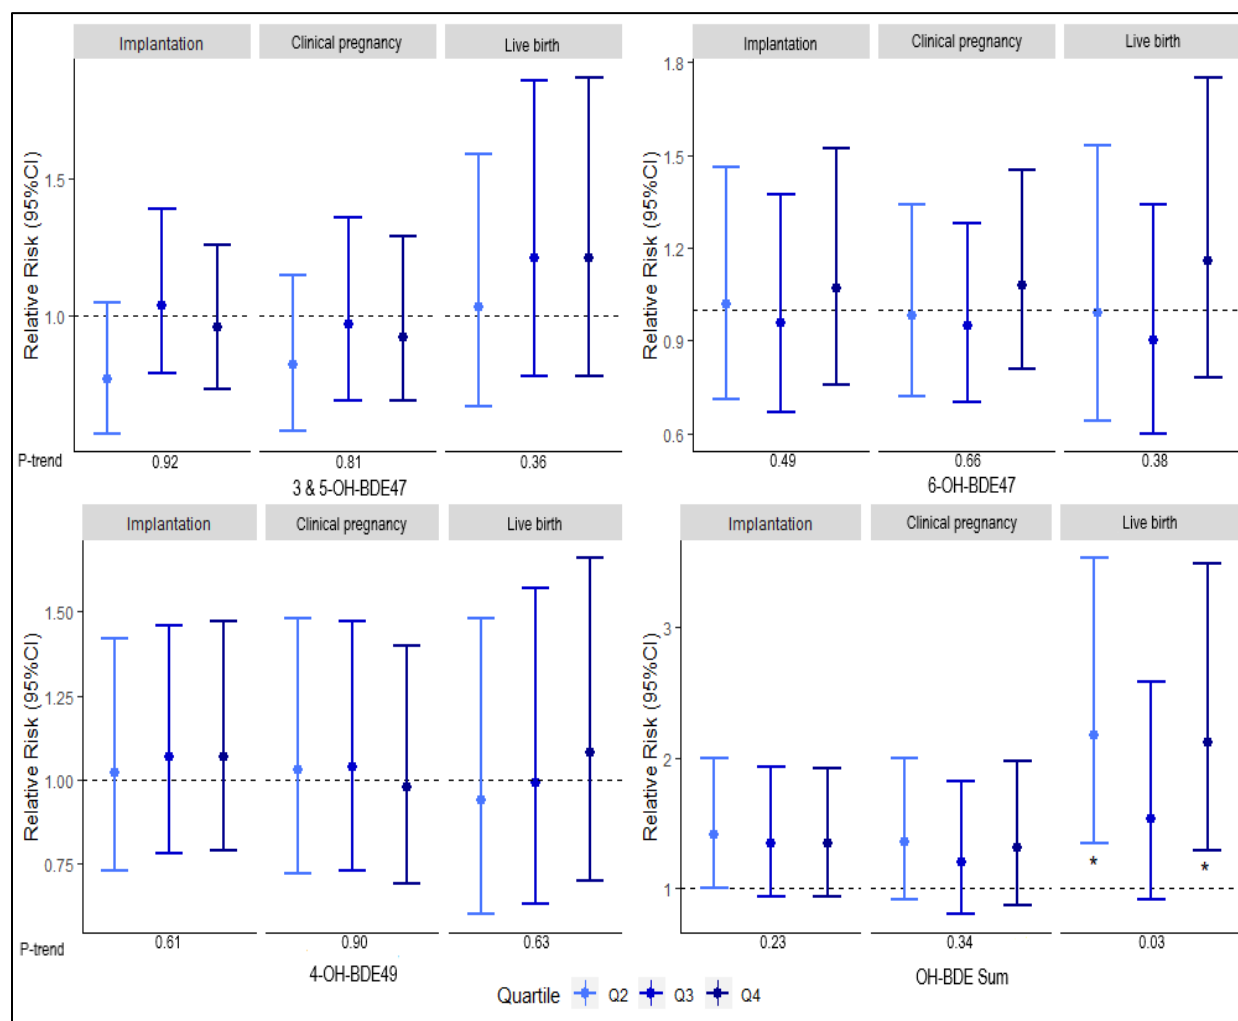 Implantation Clinical pregnancy Live birth
Relative Risk (95%CI)
1.5
1.0
P-trend 0.92 0.81 0.36
3 & 5-OH-BDE47
Implantation Clinical pregnancy Live birth
Relative Risk (95%CI)
1.8
1.5
1.2
0.9
0.6
0.49 0.66 0.38
6-OH-BDE47
Implantation Clinical pregnancy Live birth
Relative Risk (95%CI)
1.50
1.25
1.00
0.75
P-trend 0.61 0.90 0.63
4-OH-BDE49
Implantation Clinical pregnancy Live birth
Relative Risk (95%CI)
3
2
1
* *
0.23 0.34 0.03
OH-BDE Sum
Quartile Q2 Q3 Q4